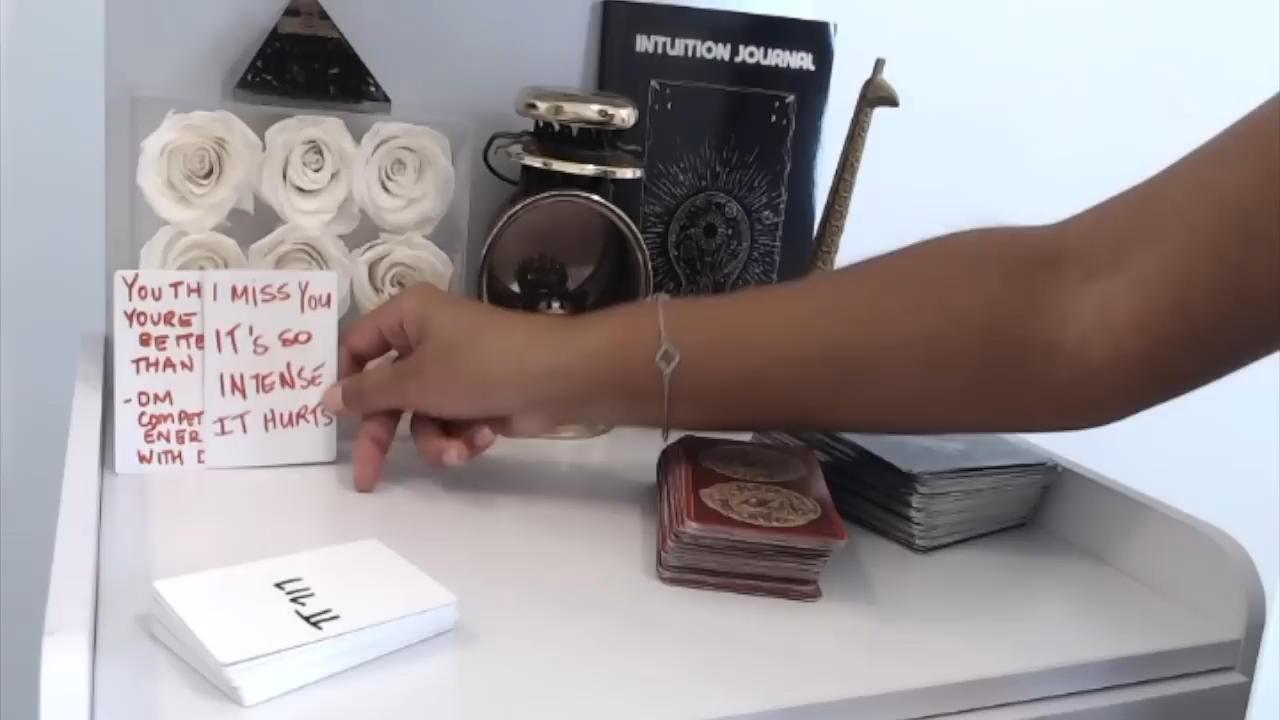 INTUITION JOURNAL
YOU TH
YOURE
BETTE
THAN
-DM
COMPET
ENER
WITH D
I MISS YOU
IT'S SO
INTENSE
IT HURTS